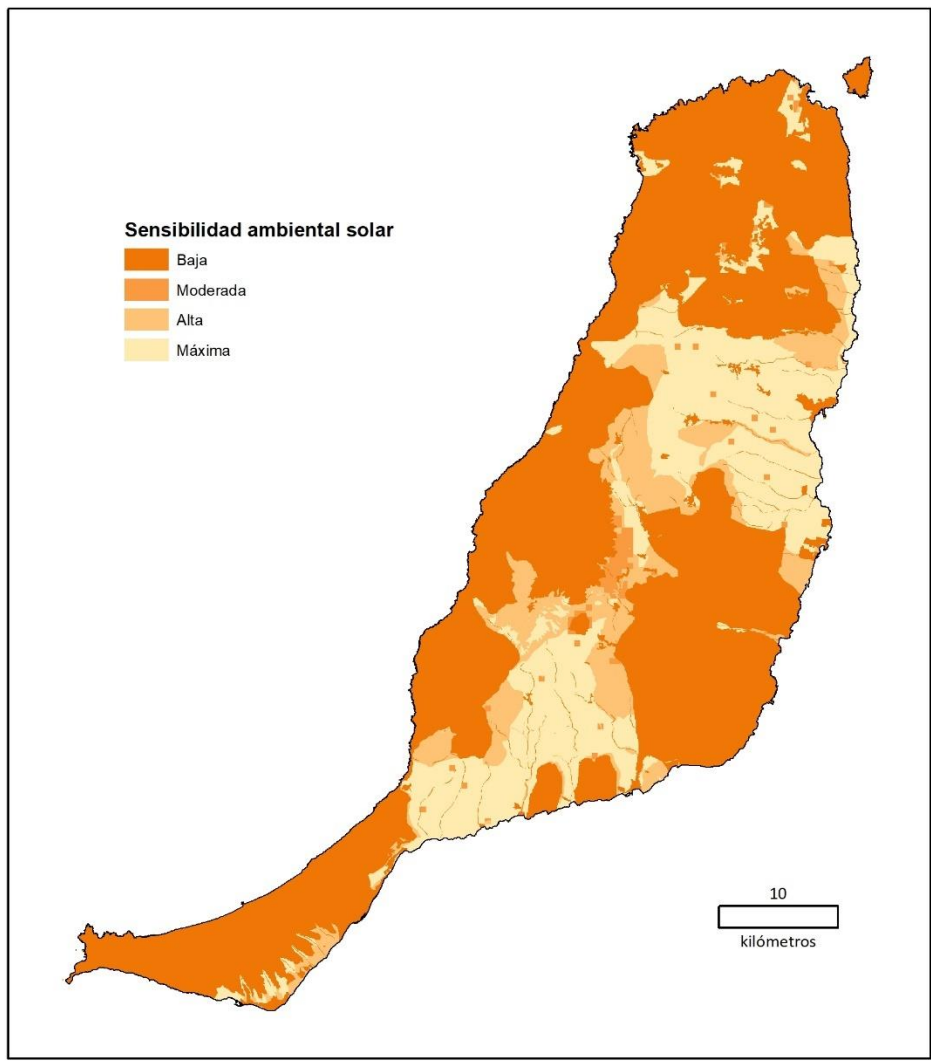 Sensibilidad ambiental solar
Baja
Moderada
Alta
Máxima
10
kilómetros